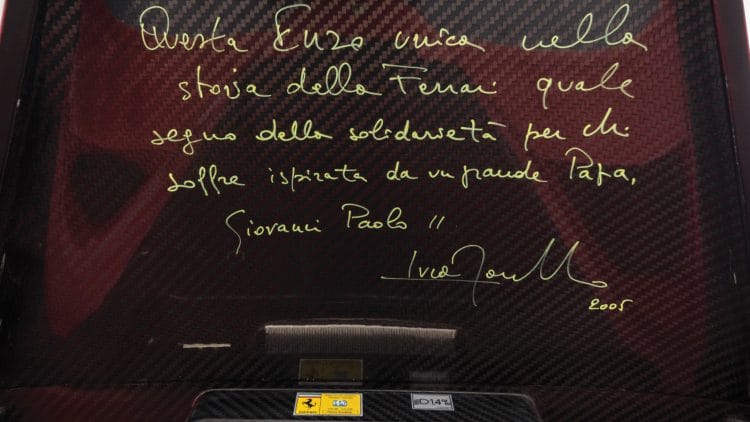 Questa Enzo unica nella
storia della Ferrari quale
segno della solidarietà per chi
soffre ispirata da un grande Papa,
Giovanni Paolo II
2005